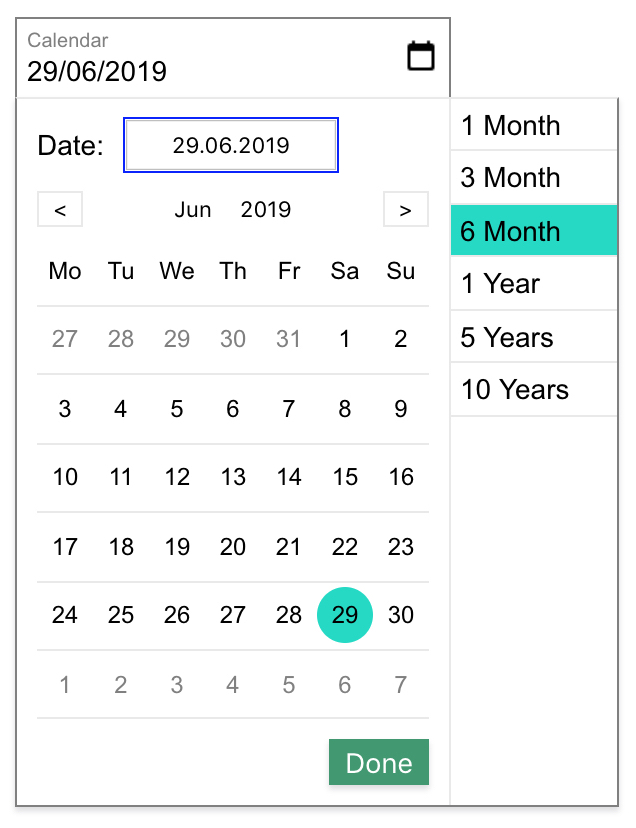 Calendar
29/06/2019
Date: 29.06.2019
< Jun 2019 >
Mo Tu We Th Fr Sa Su
27 28 29 30 31 1 2
3 4 5 6 7 8 9
10 11 12 13 14 15 16
17 18 19 20 21 22 23
24 25 26 27 28 29 30
1 2 3 4 5 6 7
Done
1 Month
3 Month
6 Month
1 Year
5 Years
10 Years